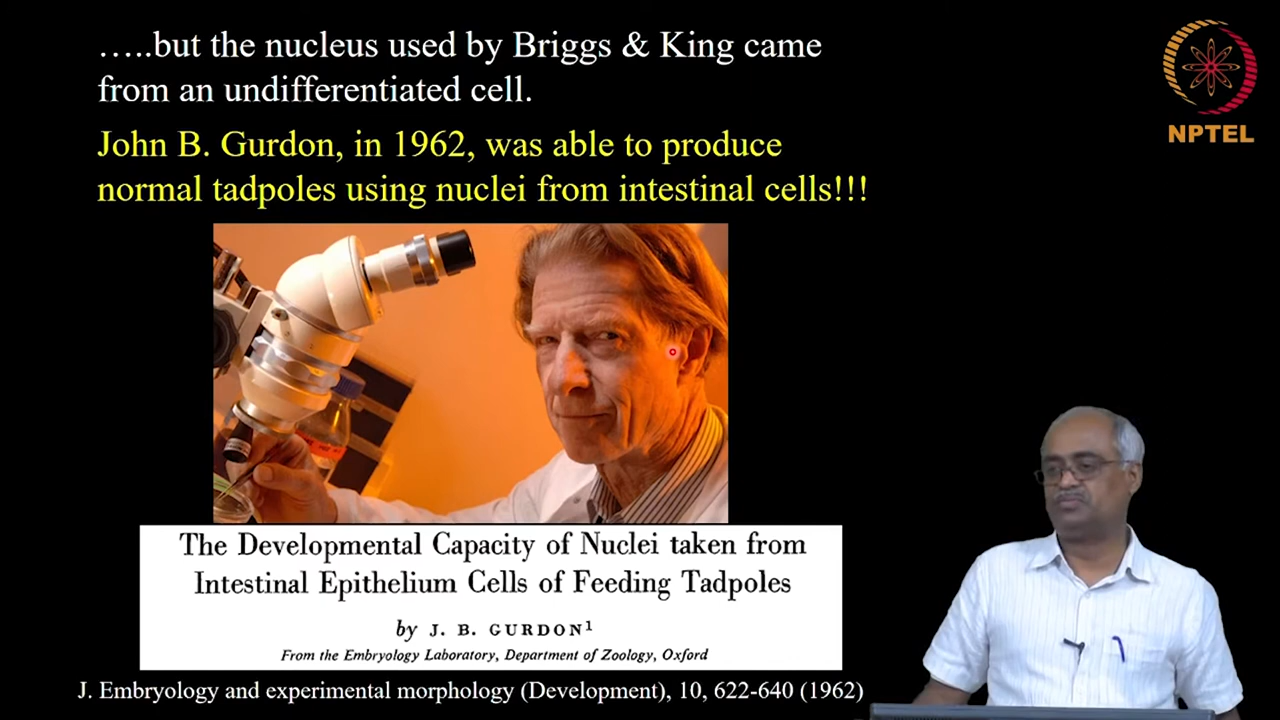 …..but the nucleus used by Briggs & King came
from an undifferentiated cell.
John B. Gurdon, in 1962, was able to produce
normal tadpoles using nuclei from intestinal cells!!!
NPTEL
The Developmental Capacity of Nuclei taken from
Intestinal Epithelium Cells of Feeding Tadpoles
by J. B. GURDON¹
From the Embryology Laboratory, Department of Zoology, Oxford
J. Embryology and experimental morphology (Development), 10, 622-640 (1962)